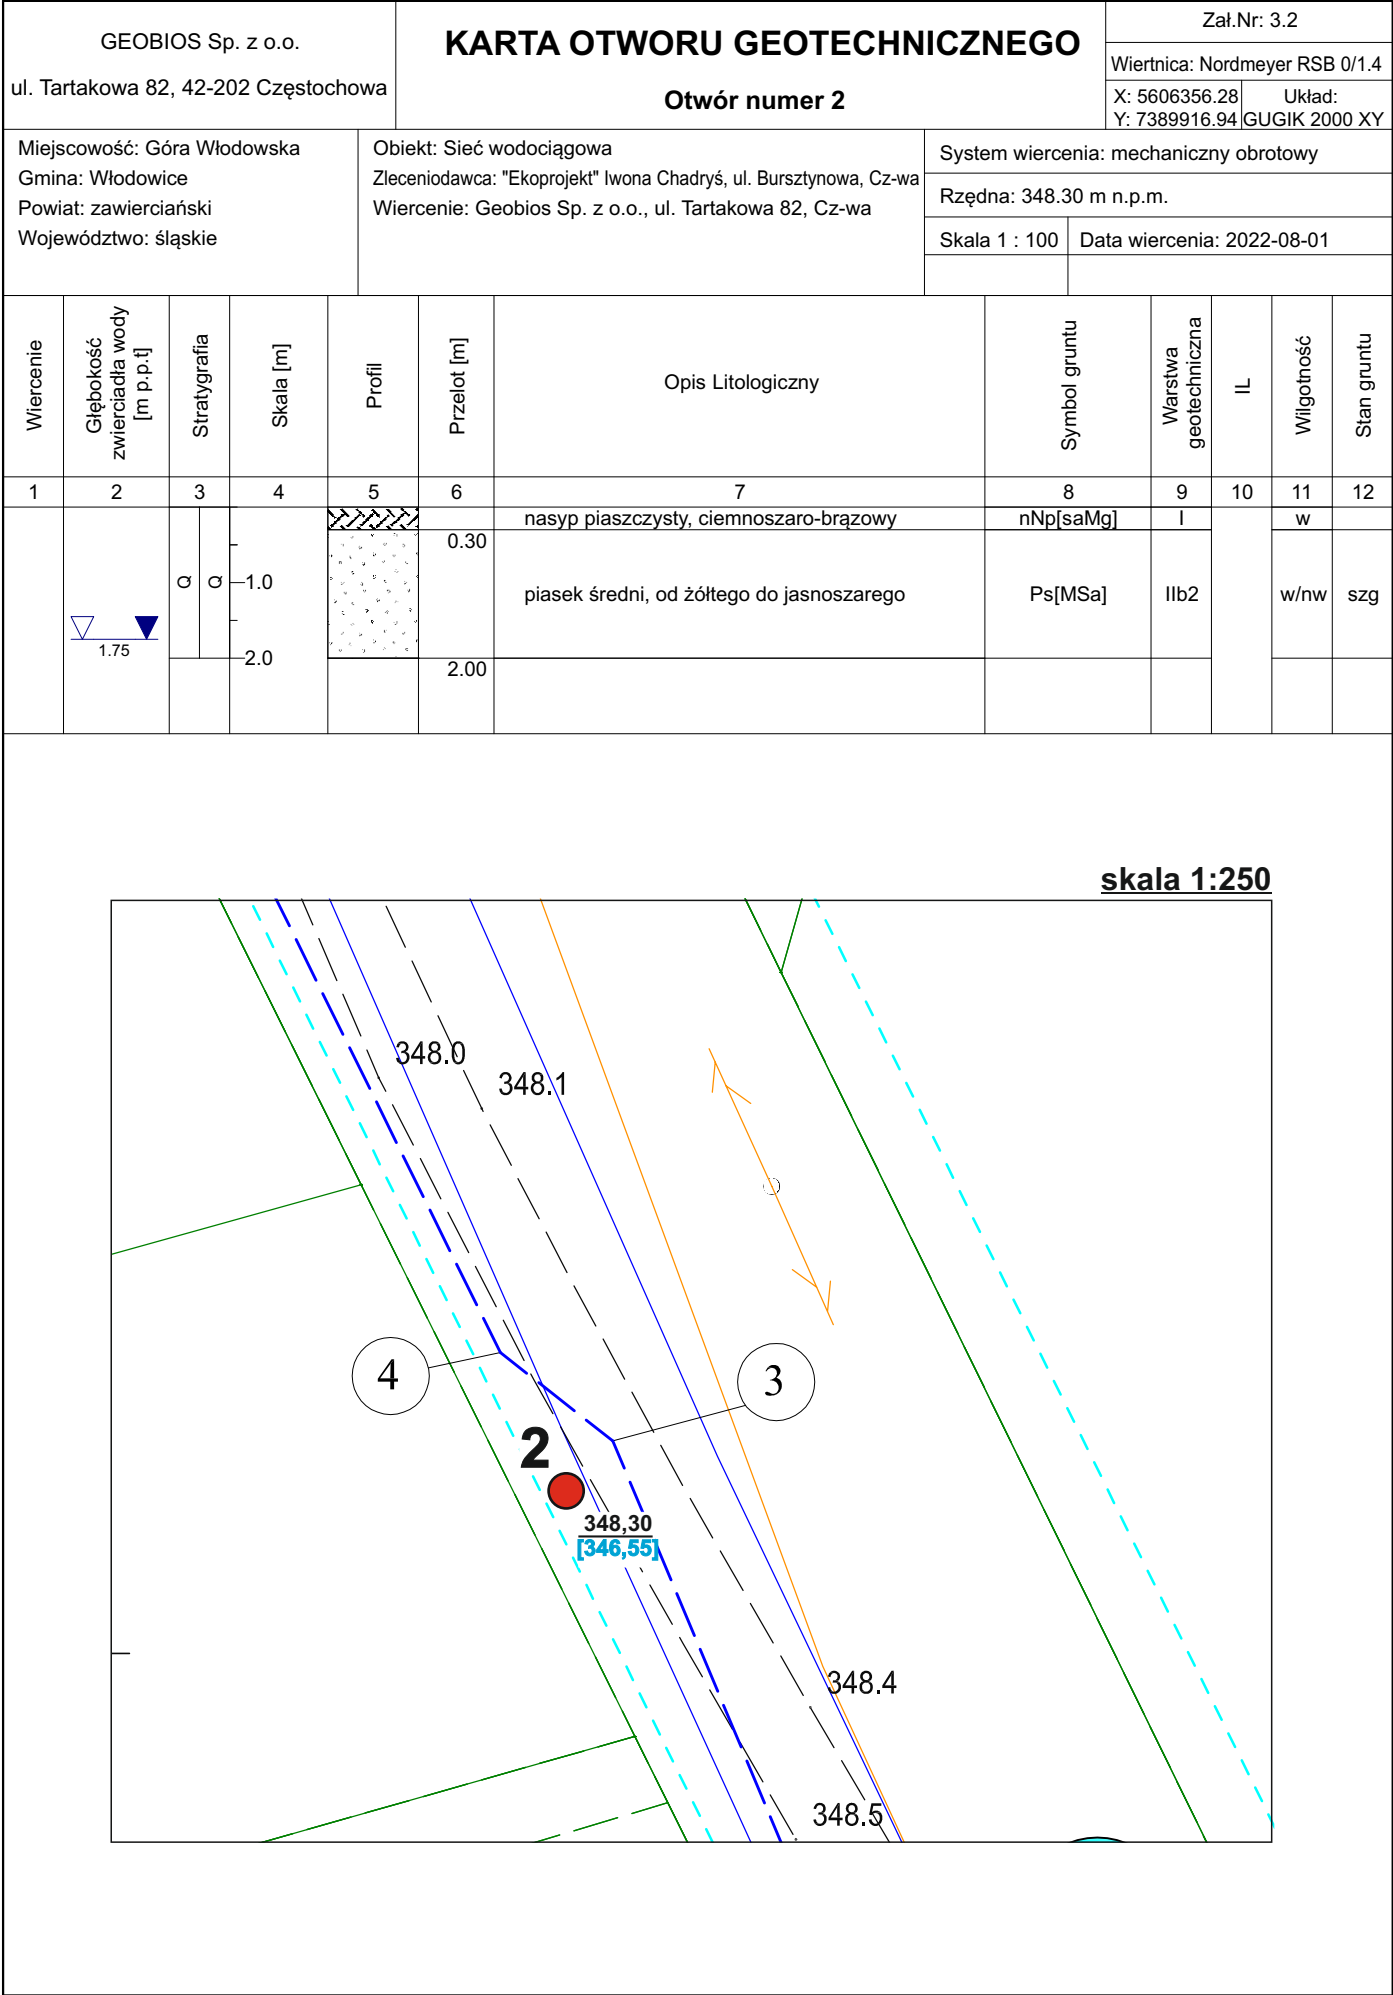 GEOBIOS Sp. z o.o.
ul. Tartakowa 82, 42-202 Częstochowa
KARTA OTWORU GEOTECHNICZNEGO
Otwór numer 2
Zał.Nr: 3.2
Wiertnica: Nordmeyer RSB 0/1.4
X: 5606356.28
Y: 7389916.94
Układ:
GUGIK 2000 XY
Miejscowość: Góra Włodowska
Gmina: Włodowice
Powiat: zawierciański
Województwo: śląskie
Obiekt: Sieć wodociągowa
Zleceniodawca: "Ekoprojekt" Iwona Chadryś, ul. Bursztynowa, Cz-wa
Wiercenie: Geobios Sp. z o.o., ul. Tartakowa 82, Cz-wa
System wiercenia: mechaniczny obrotowy
Rzędna: 348.30 m n.p.m.
Skala 1 : 100
Data wiercenia: 2022-08-01
Wiercenie
Głębokość
zwierciadła wody
[m p.p.t]
Stratygrafia
Skala [m]
Profil
Przelot [m]
Opis Litologiczny
Symbol gruntu
Warstwa
geotechniczna
IL
Wilgotność
Stan gruntu
1 2 3 4 5 6 7 8 9 10 11 12
nasyp piaszczysty, ciemnoszaro-brązowy nNp[saMg] I w
0.30
Q Q
1.0
piasek średni, od żółtego do jasnoszarego Ps[MSa] IIb2 w/nw szg
1.75
2.0
2.00
skala 1:250
348.0
348.1
4
3
2
348,30
[346,55]
348.4
348.5